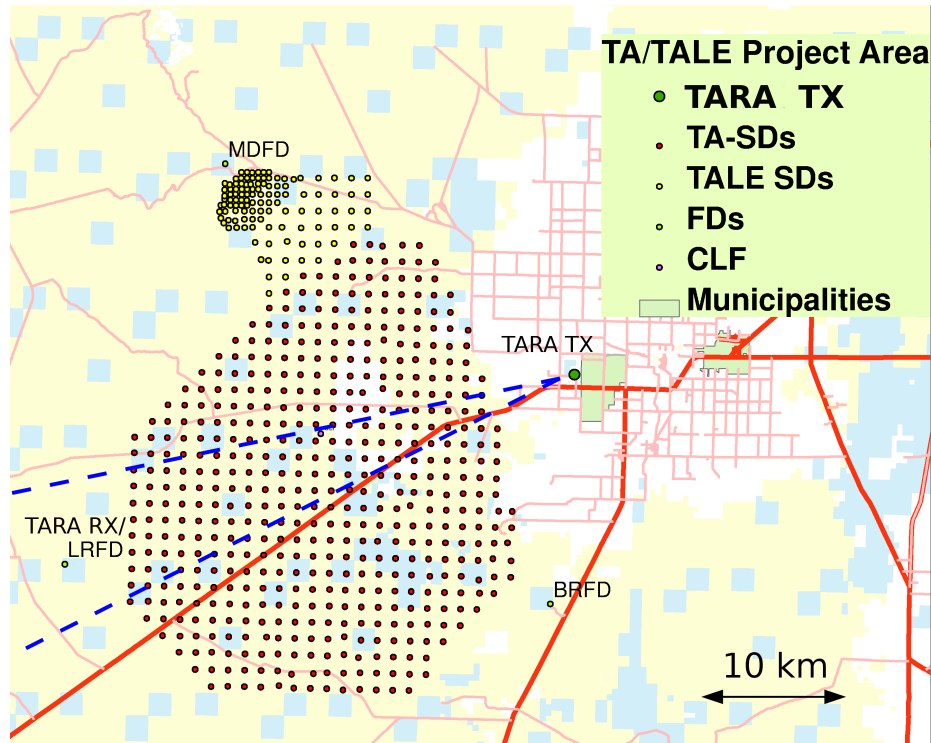 TA/TALE Project Area
TARA TX
TA-SDs
TALE SDs
FDs
CLF
Municipalities
MDFD
TARA TX
TARA RX/
LRFD
BRFD
10 km